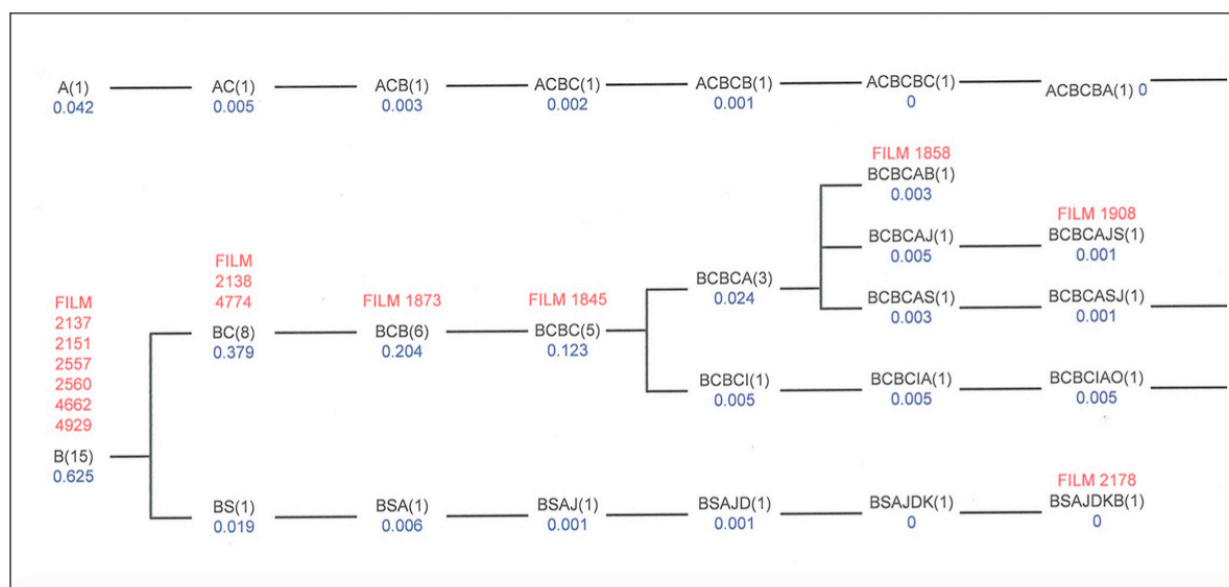 A(1)
0.042
AC(1)
0.005
ACB(1)
0.003
ACBC(1)
0.002
ACBCB(1)
0.001
ACBCBC(1)
0
ACBCBA(1) 0
FILM 1858
BCBCAB(1)
0.003
FILM 1908
BCBCAJ(1)
0.005
BCBCAJS(1)
0.001
BCBCA(3)
0.024
BCBCAS(1)
0.003
BCBCASJ(1)
0.001
FILM
2138
4774
BC(8)
0.379
FILM 1873
BCB(6)
0.204
FILM 1845
BCBC(5)
0.123
BCBCI(1)
0.005
BCBCIA(1)
0.005
BCBCIAO(1)
0.005
FILM
2137
2151
2557
2560
4662
4929
B(15)
0.625
BS(1)
0.019
BSA(1)
0.006
BSAJ(1)
0.001
BSAJD(1)
0.001
BSAJDK(1)
0
FILM 2178
BSAJDKB(1)
0